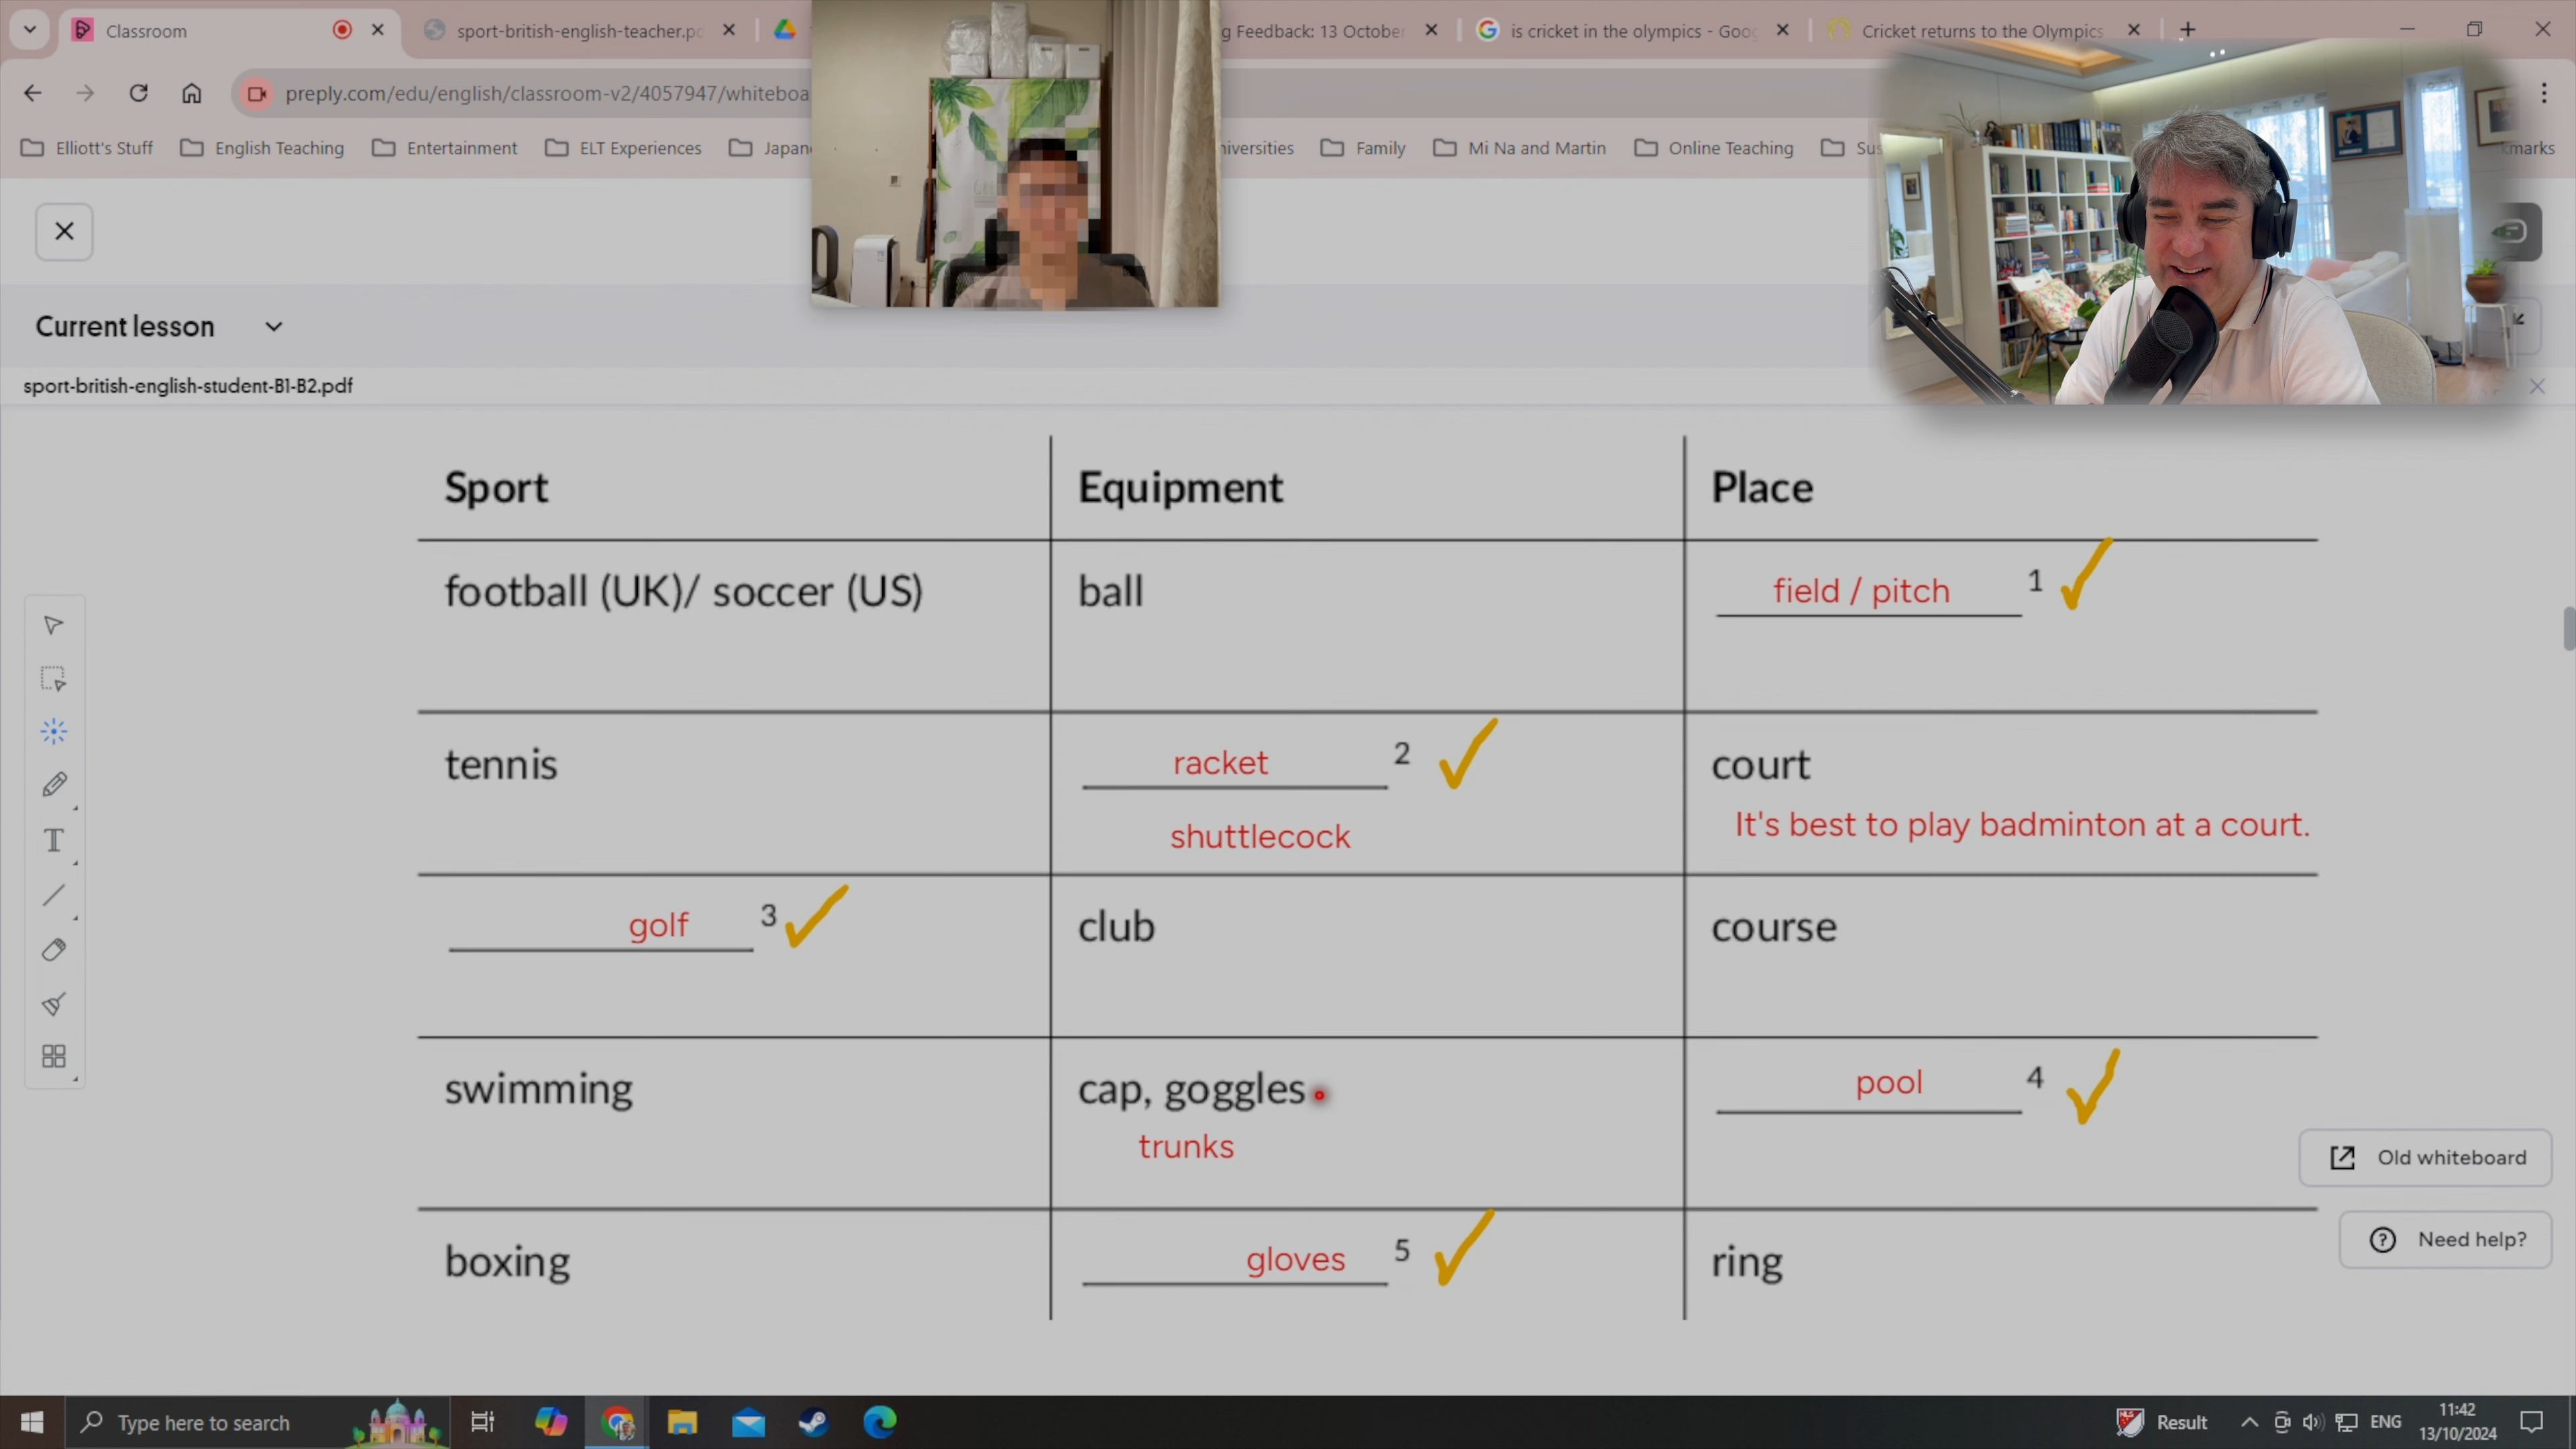 Classroom
sport-british-english-teacher.pd
g Feedback: 13 October
is cricket in the olympics - Goog
Cricket returns to the Olympics
preply.com/edu/english/classroom-v2/4057947/whiteboa
Elliott's Stuff
English Teaching
Entertainment
ELT Experiences
Family
Mi Na and Martin
Online Teaching
Current lesson
sport-british-english-student-B1-B2.pdf
Sport Equipment Place
football (UK)/ soccer (US) ball field / pitch 1
tennis racket 2 court
shuttlecock It's best to play badminton at a court.
golf 3 club course
swimming cap, goggles pool 4
trunks
boxing gloves 5 ring
Old whiteboard
Need help?
Type here to search
Result
ENG
11:42
13/10/2024